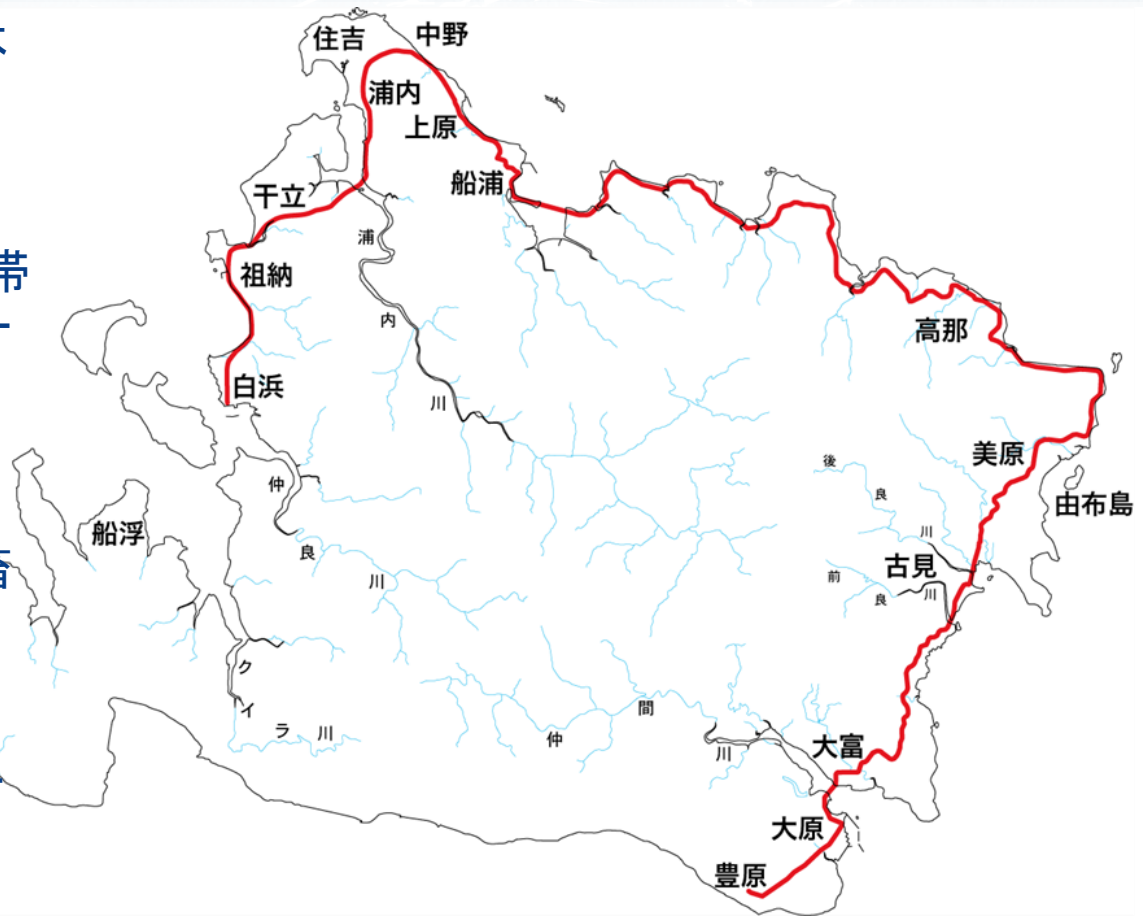 住吉
中野
浦内
上原
船浦
干立
祖納
浦
内
川
帯
高那
白浜
美原
由布島
仲
良
川
船浮
後
良
川
古見
前
良
川
クイラ川
仲
間
川
大富
大原
豊原